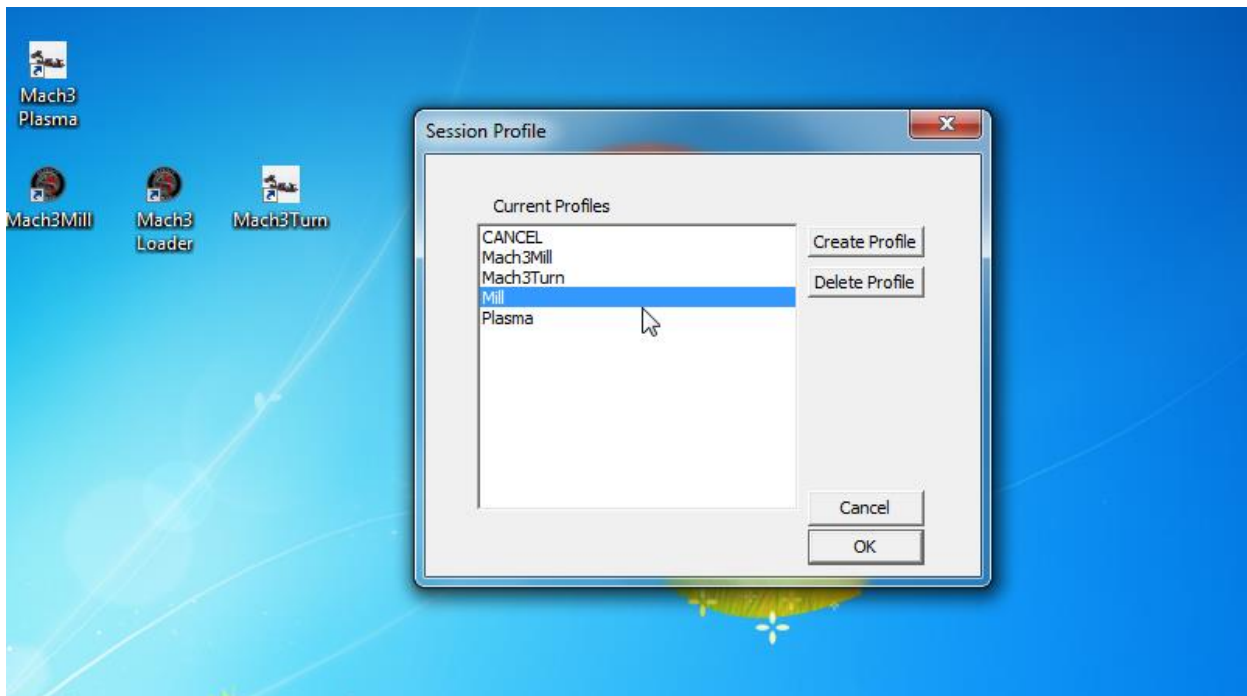 Mach3
Plasma
Mach3Mill
Mach3
Loader
Mach3Turn
Session Profile
Current Profiles
CANCEL
Mach3Mill
Mach3Turn
Mill
Plasma
Create Profile
Delete Profile
Cancel
OK